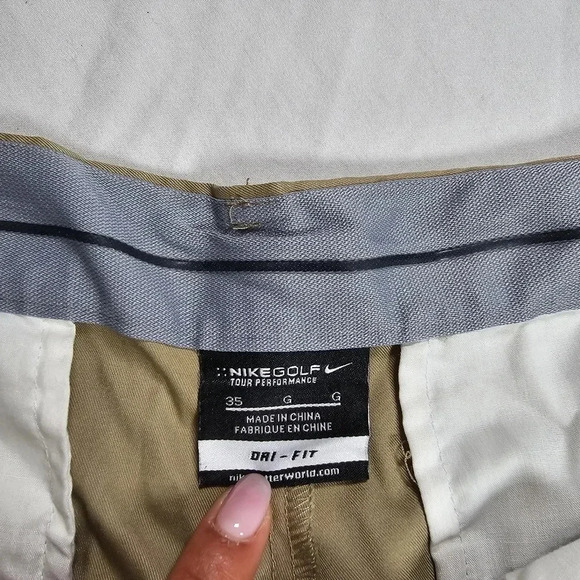 NIKEGOLF
TOUR PERFORMANCE
35 G G
MADE IN CHINA
FABRIQUE EN CHINE
DRI-FIT